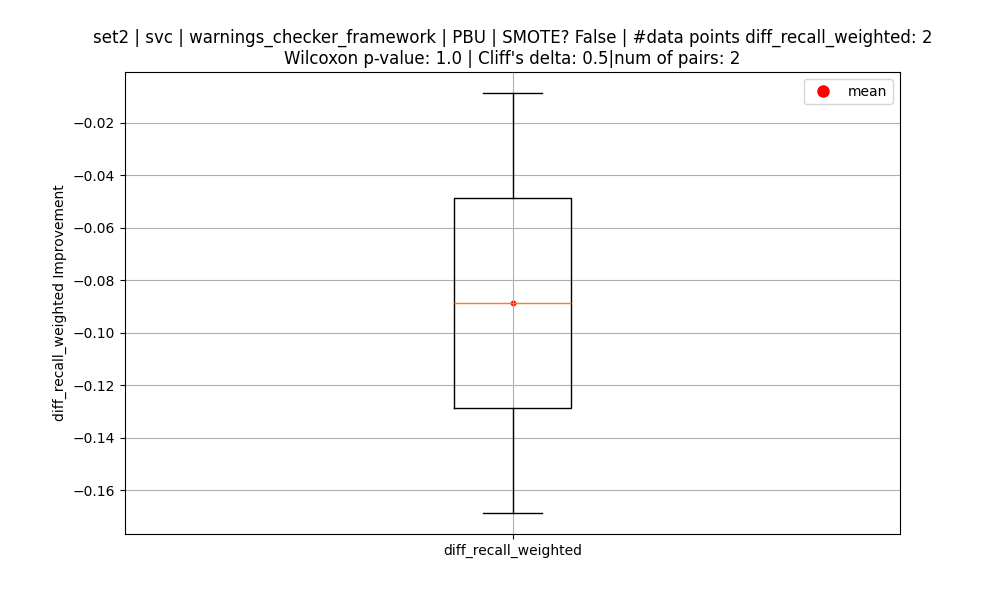 set2 | svc | warnings_checker_framework | PBU | SMOTE? False | #data points diff_recall_weighted: 2
Wilcoxon p-value: 1.0 | Cliff's delta: 0.5|num of pairs: 2
mean
−0.02
−0.04
−0.06
−0.08
−0.10
−0.12
−0.14
−0.16
diff_recall_weighted Improvement
diff_recall_weighted